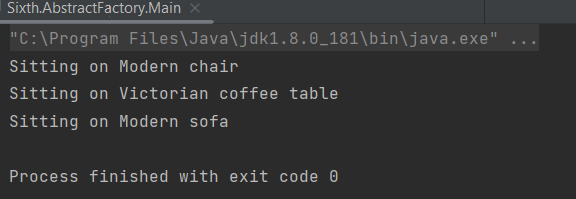 Sixth.AbstractFactory.Main
"C:\Program Files\Java\jdk1.8.0_181\bin\java.exe" ...
Sitting on Modern chair
Sitting on Victorian coffee table
Sitting on Modern sofa
Process finished with exit code 0